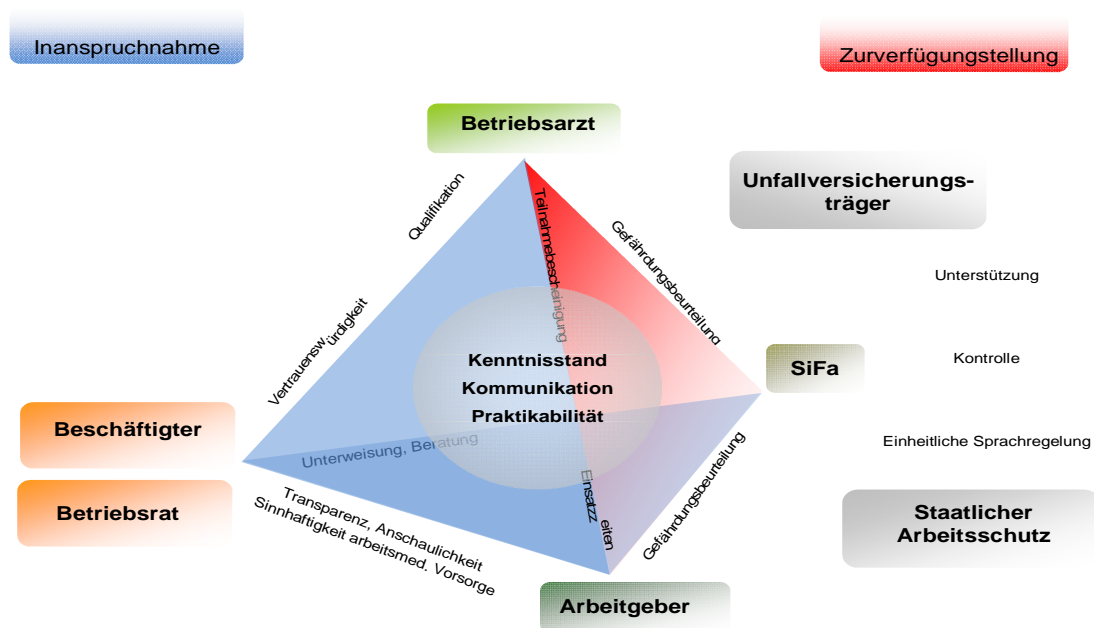 Inanspruchnahme
Zurverfügungstellung
Betriebsarzt
Unfallversicherungs-
träger
Qualifikation
Teilnahmebescheinigung
Gefährdungsbeurteilung
Unterstützung
Vertrauenswürdigkeit
Kenntnisstand
Kommunikation
Praktikabilität
SiFa
Kontrolle
Beschäftigter
Unterweisung, Beratung
Einheitliche Sprachregelung
Betriebsrat
Transparenz, Anschaulichkeit
Sinnhaftigkeit arbeitsmed. Vorsorge
Einsatzzeiten
Gefährdungsbeurteilung
Staatlicher
Arbeitsschutz
Arbeitgeber